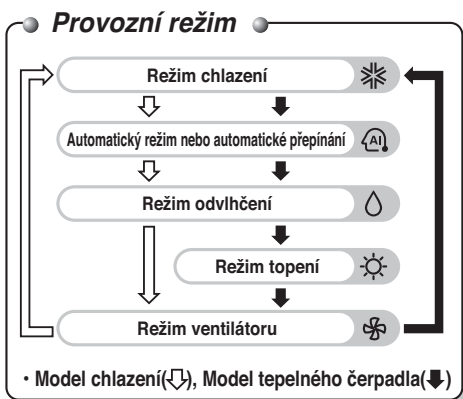 Provozní režim
Režim chlazení
Automatický režim nebo automatické přepínání
AI
Režim odvlhčení
Režim topení
Režim ventilátoru
· Model chlazení(⇩), Model tepelného čerpadla(🡇)